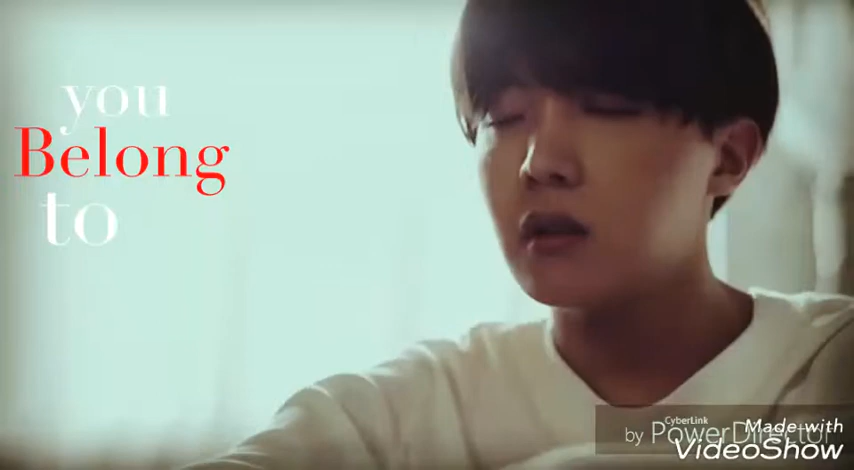 you
Belong
to
CyberLink
by PowerDirector
Made with
VideoShow